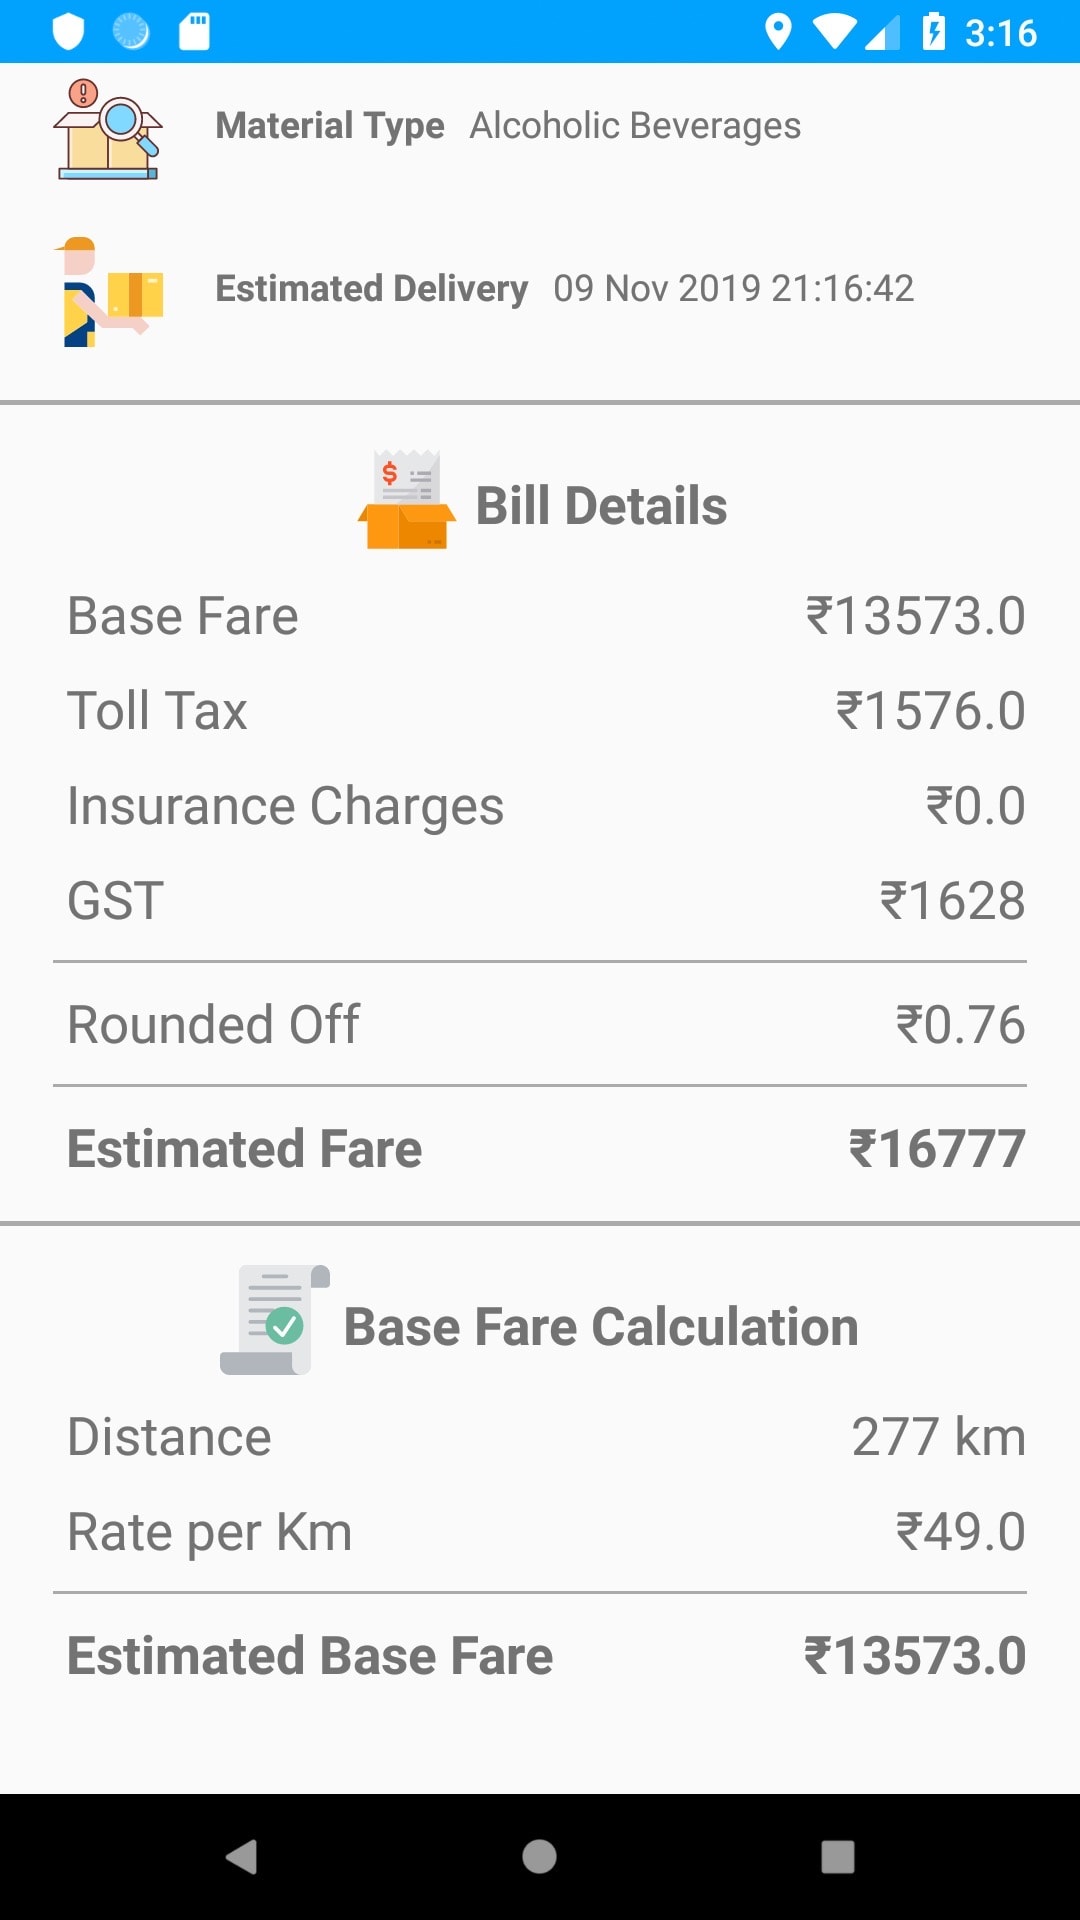 3:16
Material Type Alcoholic Beverages
Estimated Delivery 09 Nov 2019 21:16:42
$
Bill Details
Base Fare ₹13573.0
Toll Tax ₹1576.0
Insurance Charges ₹0.0
GST ₹1628
Rounded Off ₹0.76
Estimated Fare ₹16777
Base Fare Calculation
Distance 277 km
Rate per Km ₹49.0
Estimated Base Fare ₹13573.0